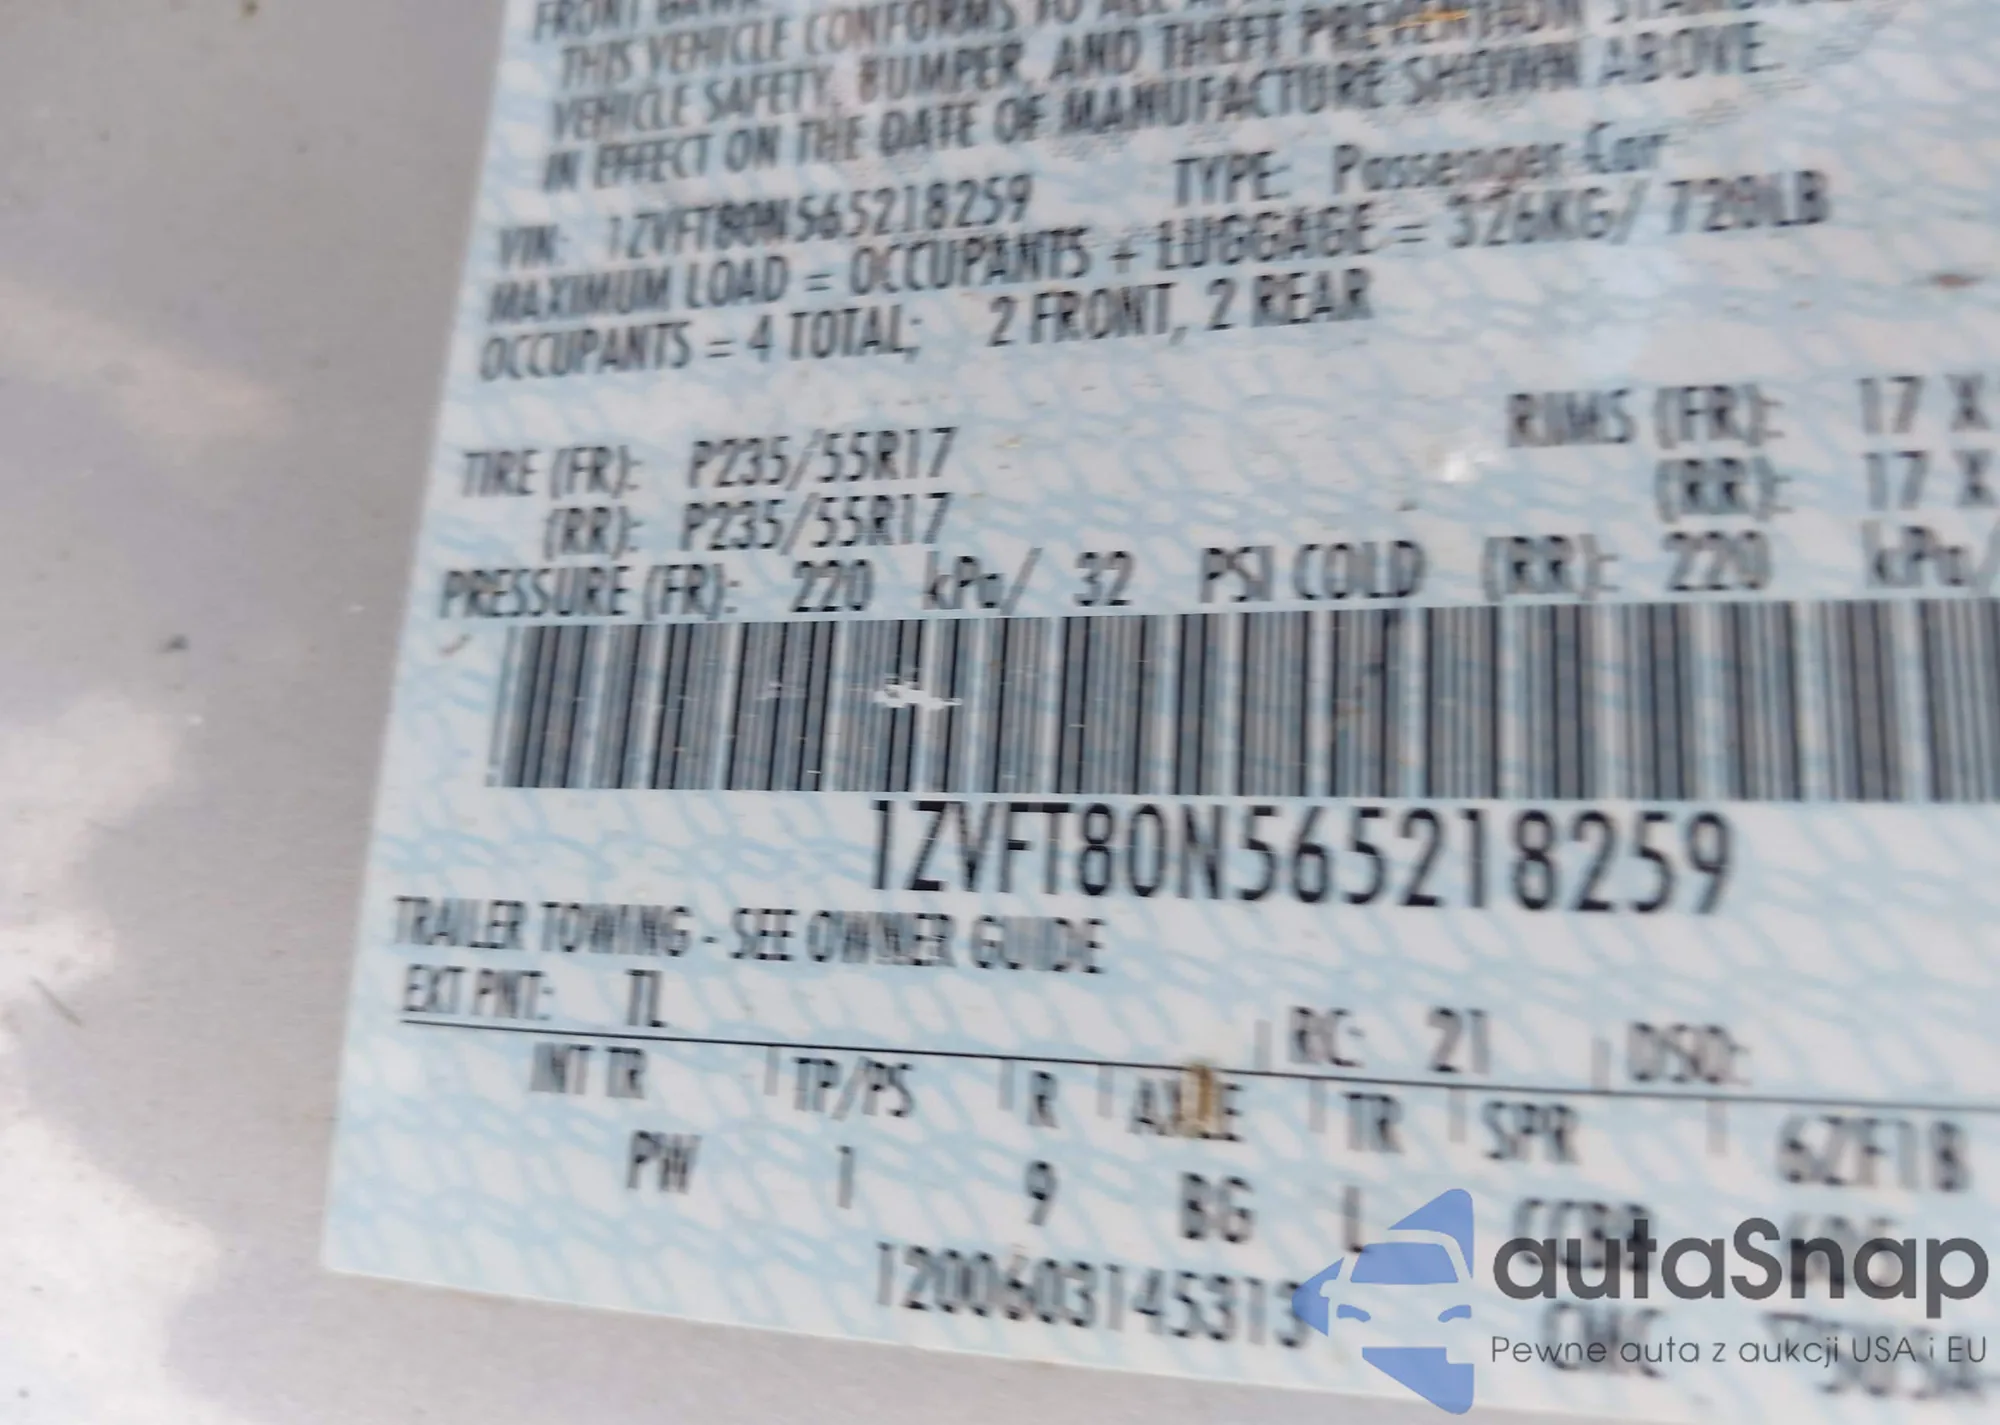 THIS VEHICLE CONFORMS TO ALL
VEHICLE SAFETY, BUMPER, AND THEFT PREVENTION
IN EFFECT ON THE DATE OF MANUFACTURE SHOWN ABOVE.
VIN: 1ZVFT80N565218259 TYPE: Passenger Car
MAXIMUM LOAD = OCCUPANTS + LUGGAGE = 326KG/ LB
OCCUPANTS = 4 TOTAL; 2 FRONT, 2 REAR
TIRE (FR): P235/55R17 RIMS (FR): 17 X
(RR): P235/55R17 (RR): 17 X
PRESSURE (FR): 220 kPa/ 32 PSI COLD (RR): 220 kPa/
1ZVFT80N565218259
TRAILER TOWING - SEE OWNER GUIDE
EXT PNT: TL RC: 21 DSO:
INT TR TP/PS R AXLE TR SPR
PW 1 9 BG L
1200603145313
autaSnap
Pewne auta z aukcji USA i EU